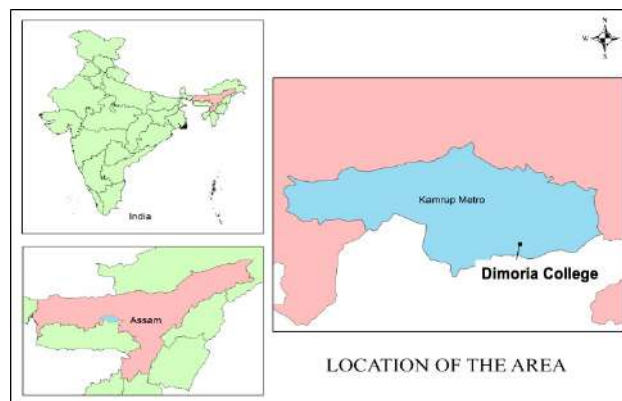 India
N
W E
S
Kamrup Metro
Dimoria College
Assam
LOCATION OF THE AREA